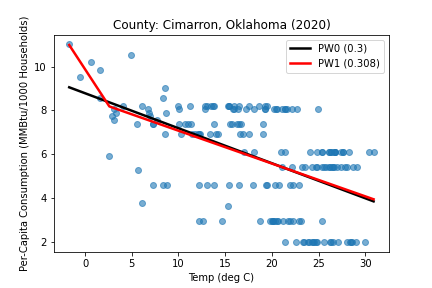 County: Cimarron, Oklahoma (2020)
PW0 (0.3)
PW1 (0.308)
Per-Capita Consumption (MMBtu/1000 Households)
10
8
6
4
2
0 5 10 15 20 25 30
Temp (deg C)